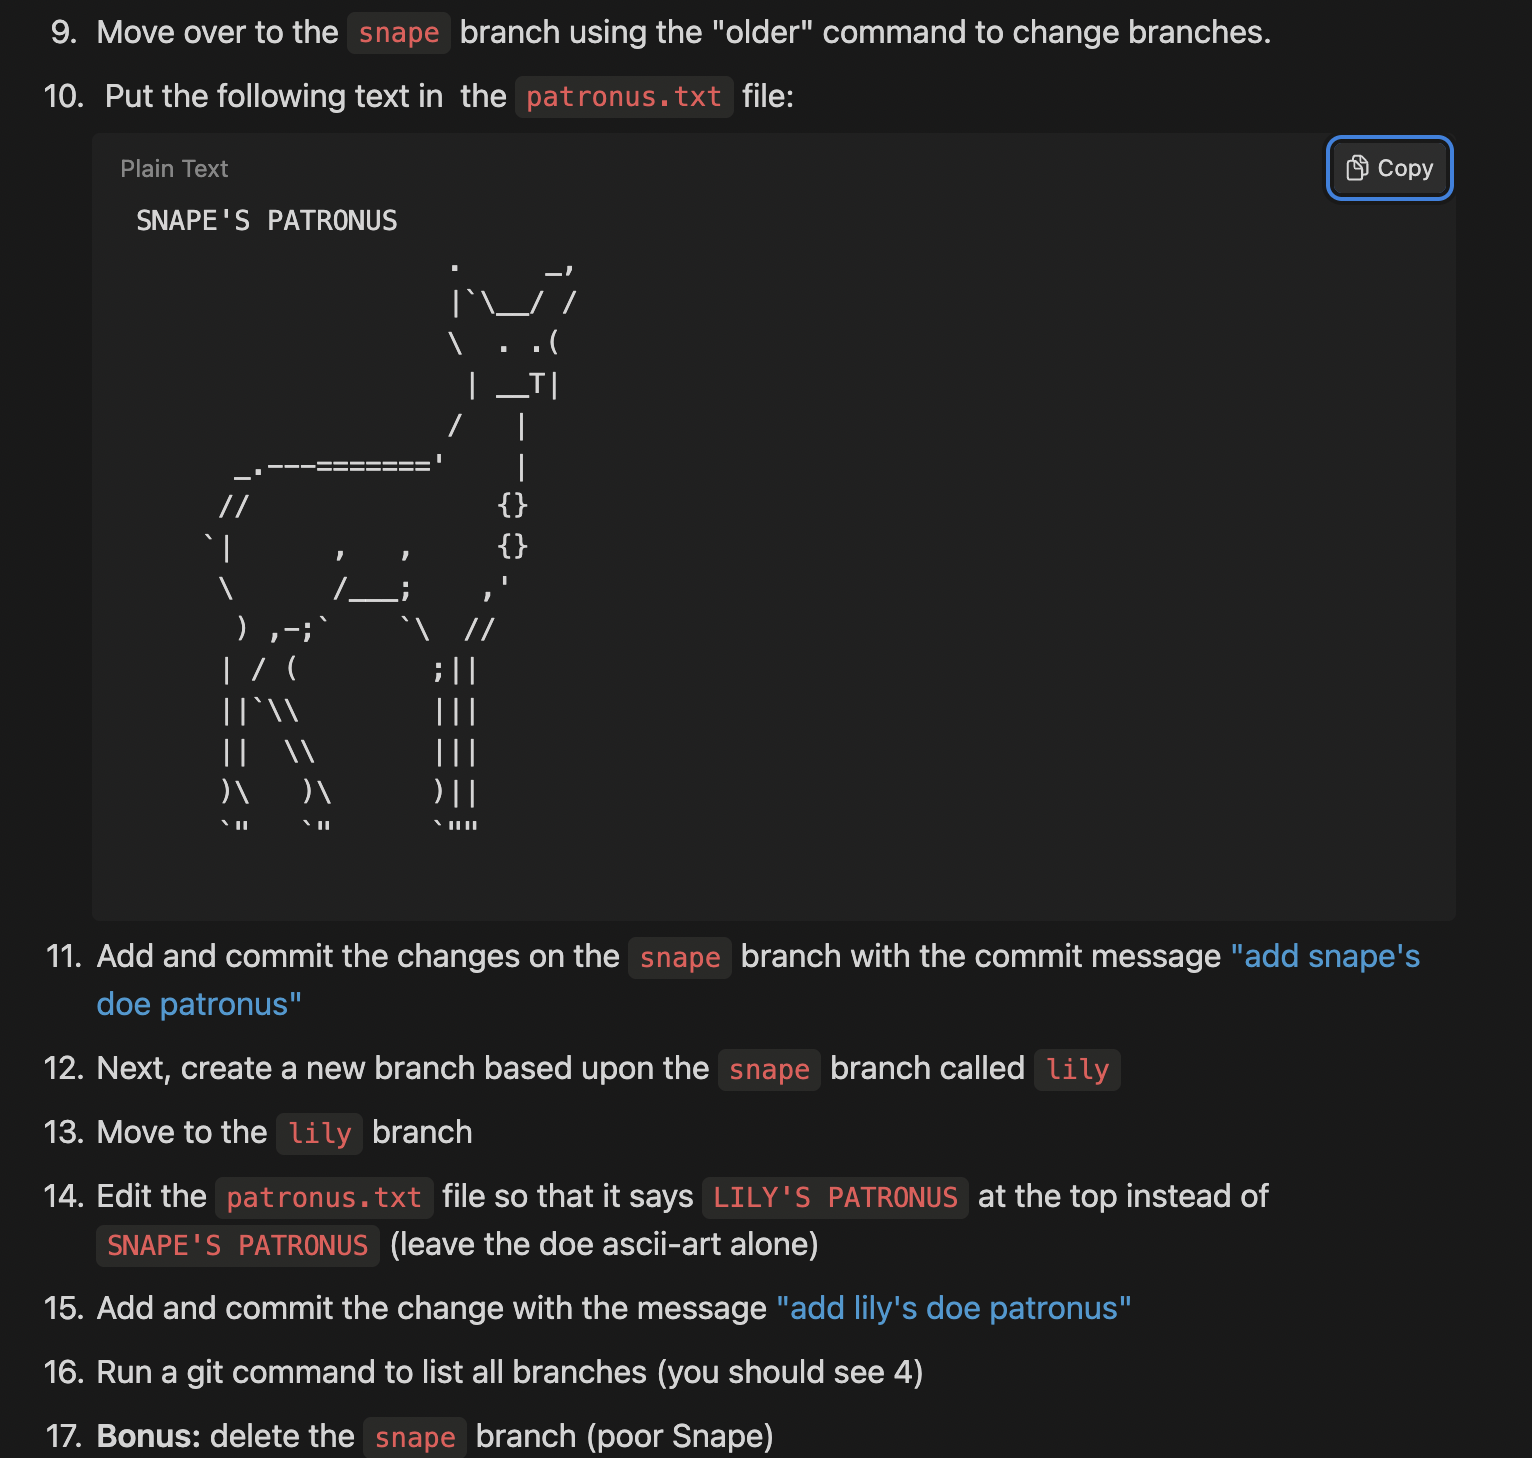 9. Move over to the snape branch using the "older" command to change branches.
10. Put the following text in the patronus.txt file:
Plain Text
Copy
SNAPE'S PATRONUS
                   .     _,
                   |`\__/ /
                   \  . .(
                    | __T|
                   /   |
      _.---======='    |
     //               {}
    `|      ,   ,     {}
     \      /___;    ,'
      ) ,-;`    `\  //
     | / (        ;||
     ||`\\        |||
     ||  \\       |||
     )\   )\      )||
     `"   `"      `""
11. Add and commit the changes on the snape branch with the commit message "add snape's
doe patronus"
12. Next, create a new branch based upon the snape branch called lily
13. Move to the lily branch
14. Edit the patronus.txt file so that it says LILY'S PATRONUS at the top instead of
SNAPE'S PATRONUS (leave the doe ascii-art alone)
15. Add and commit the change with the message "add lily's doe patronus"
16. Run a git command to list all branches (you should see 4)
17. Bonus: delete the snape branch (poor Snape)